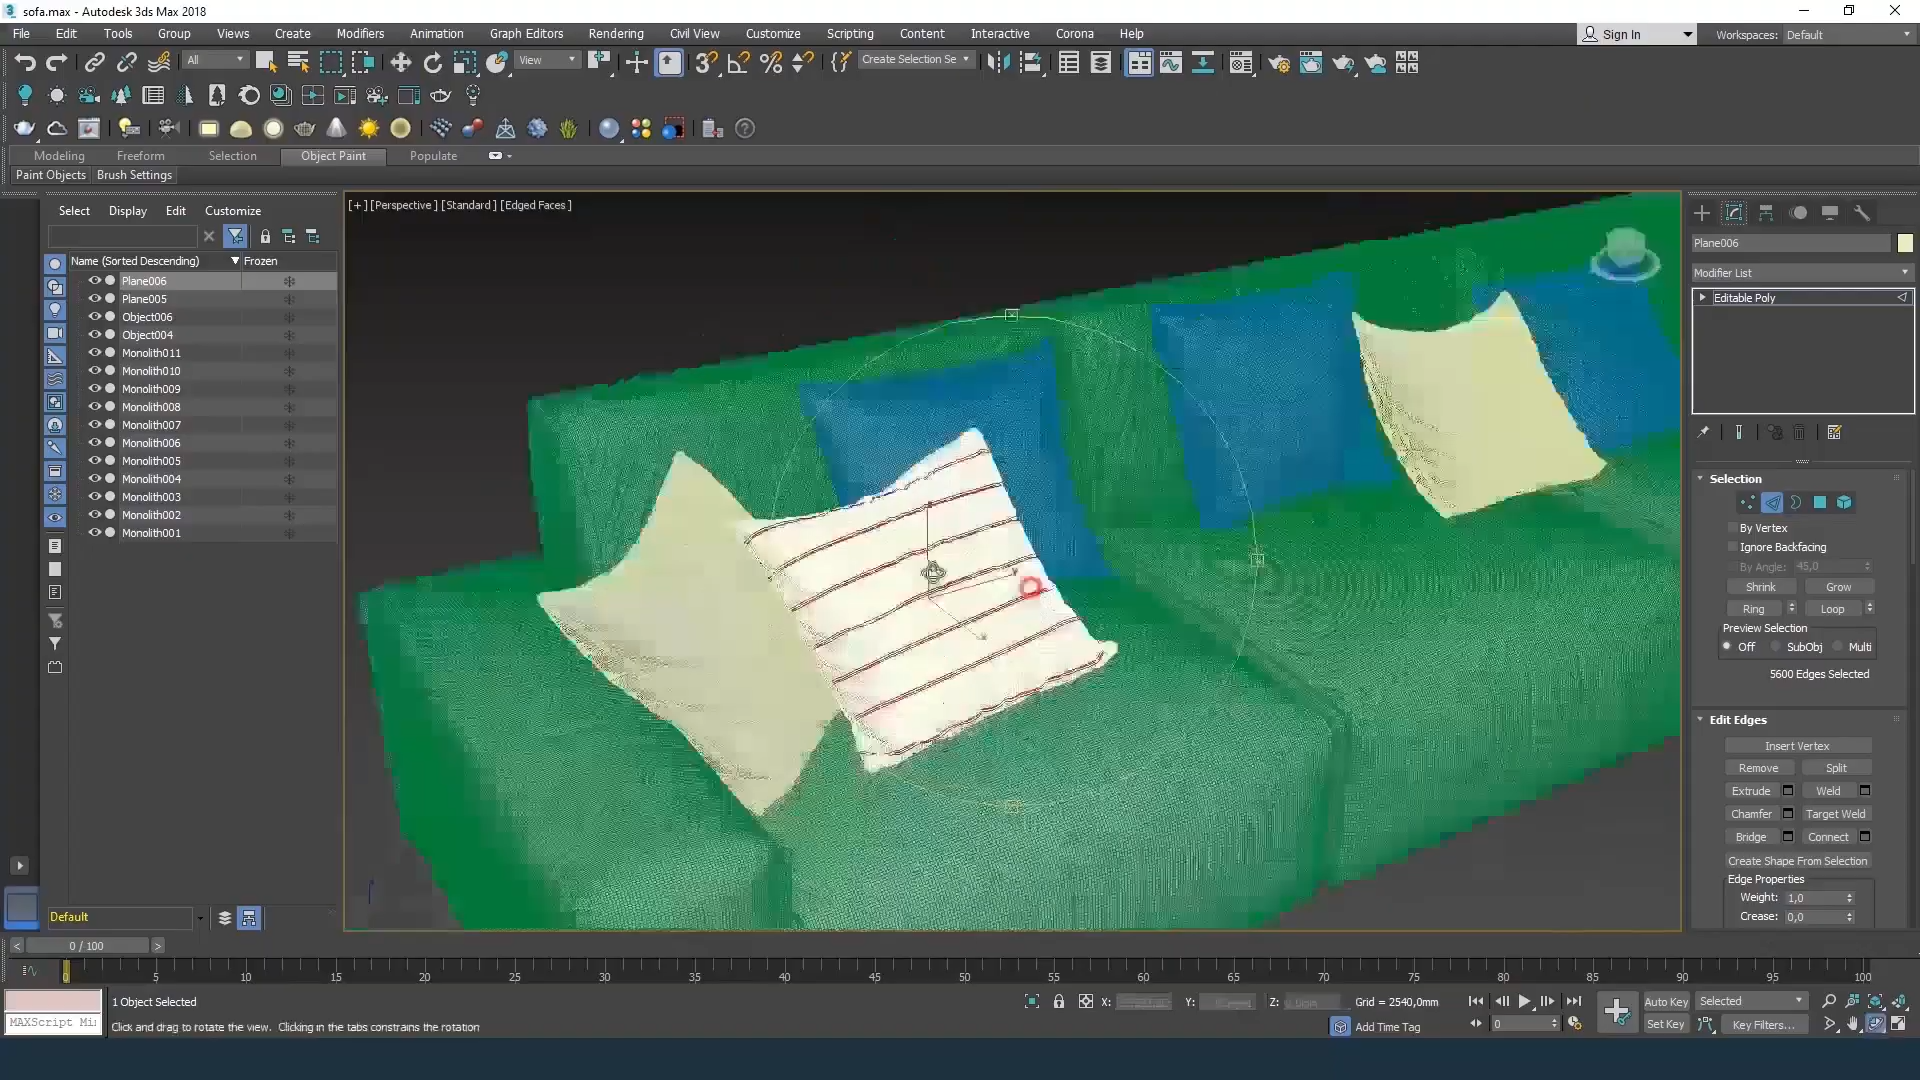 sofa.max - Autodesk 3ds Max 2018
File Edit Tools Group Views Create Modifiers Animation Graph Editors Rendering Civil View Customize Scripting Content Interactive Corona Help
Sign In Workspaces: Default
All View Create Selection Se
Modeling Freeform Selection Object Paint Populate
Paint Objects Brush Settings
Select Display Edit Customize
[+] [Perspective] [Standard] [Edged Faces]
Name (Sorted Descending) Frozen
Plane006
Plane005
Object006
Object004
Monolith011
Monolith010
Monolith009
Monolith008
Monolith007
Monolith006
Monolith005
Monolith004
Monolith003
Monolith002
Monolith001
Plane006
Modifier List
Editable Poly
Selection
By Vertex
Ignore Backfacing
By Angle: 45,0
Shrink Grow
Ring Loop
Preview Selection
Off SubObj Multi
5600 Edges Selected
Edit Edges
Insert Vertex
Remove Split
Extrude Weld
Chamfer Target Weld
Bridge Connect
Create Shape From Selection
Edge Properties
Weight: 1,0
Crease: 0,0
Default
< 0 / 100 >
0 5 10 15 20 25 30 35 40 45 50 55 60 65 70 75 80 85 90 95 100
1 Object Selected
X: Y: Z: Grid = 2540,0mm
Auto Key Selected
MAXScript Mi
Click and drag to rotate the view. Clicking in the tabs constrains the rotation
Add Time Tag
0
Set Key Key Filters...